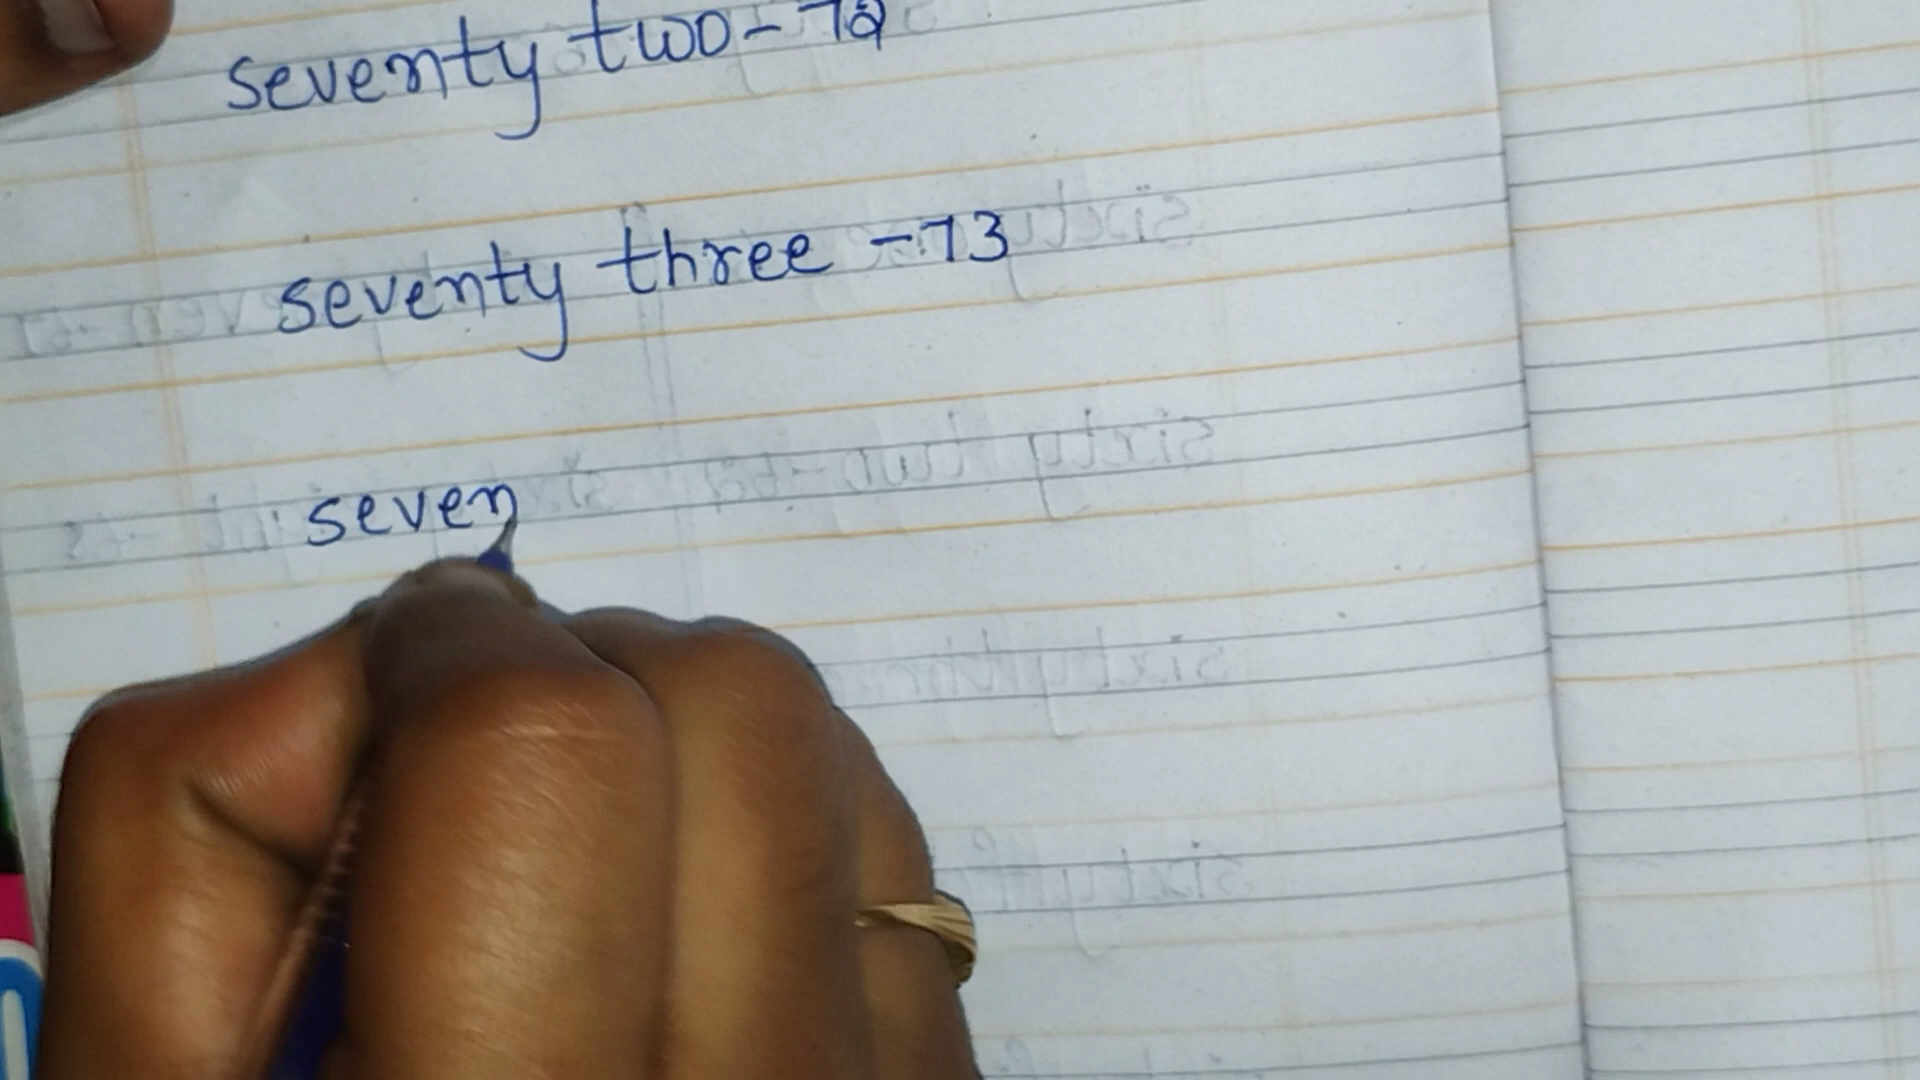 seventy two - 72
seventy three - 73
seven